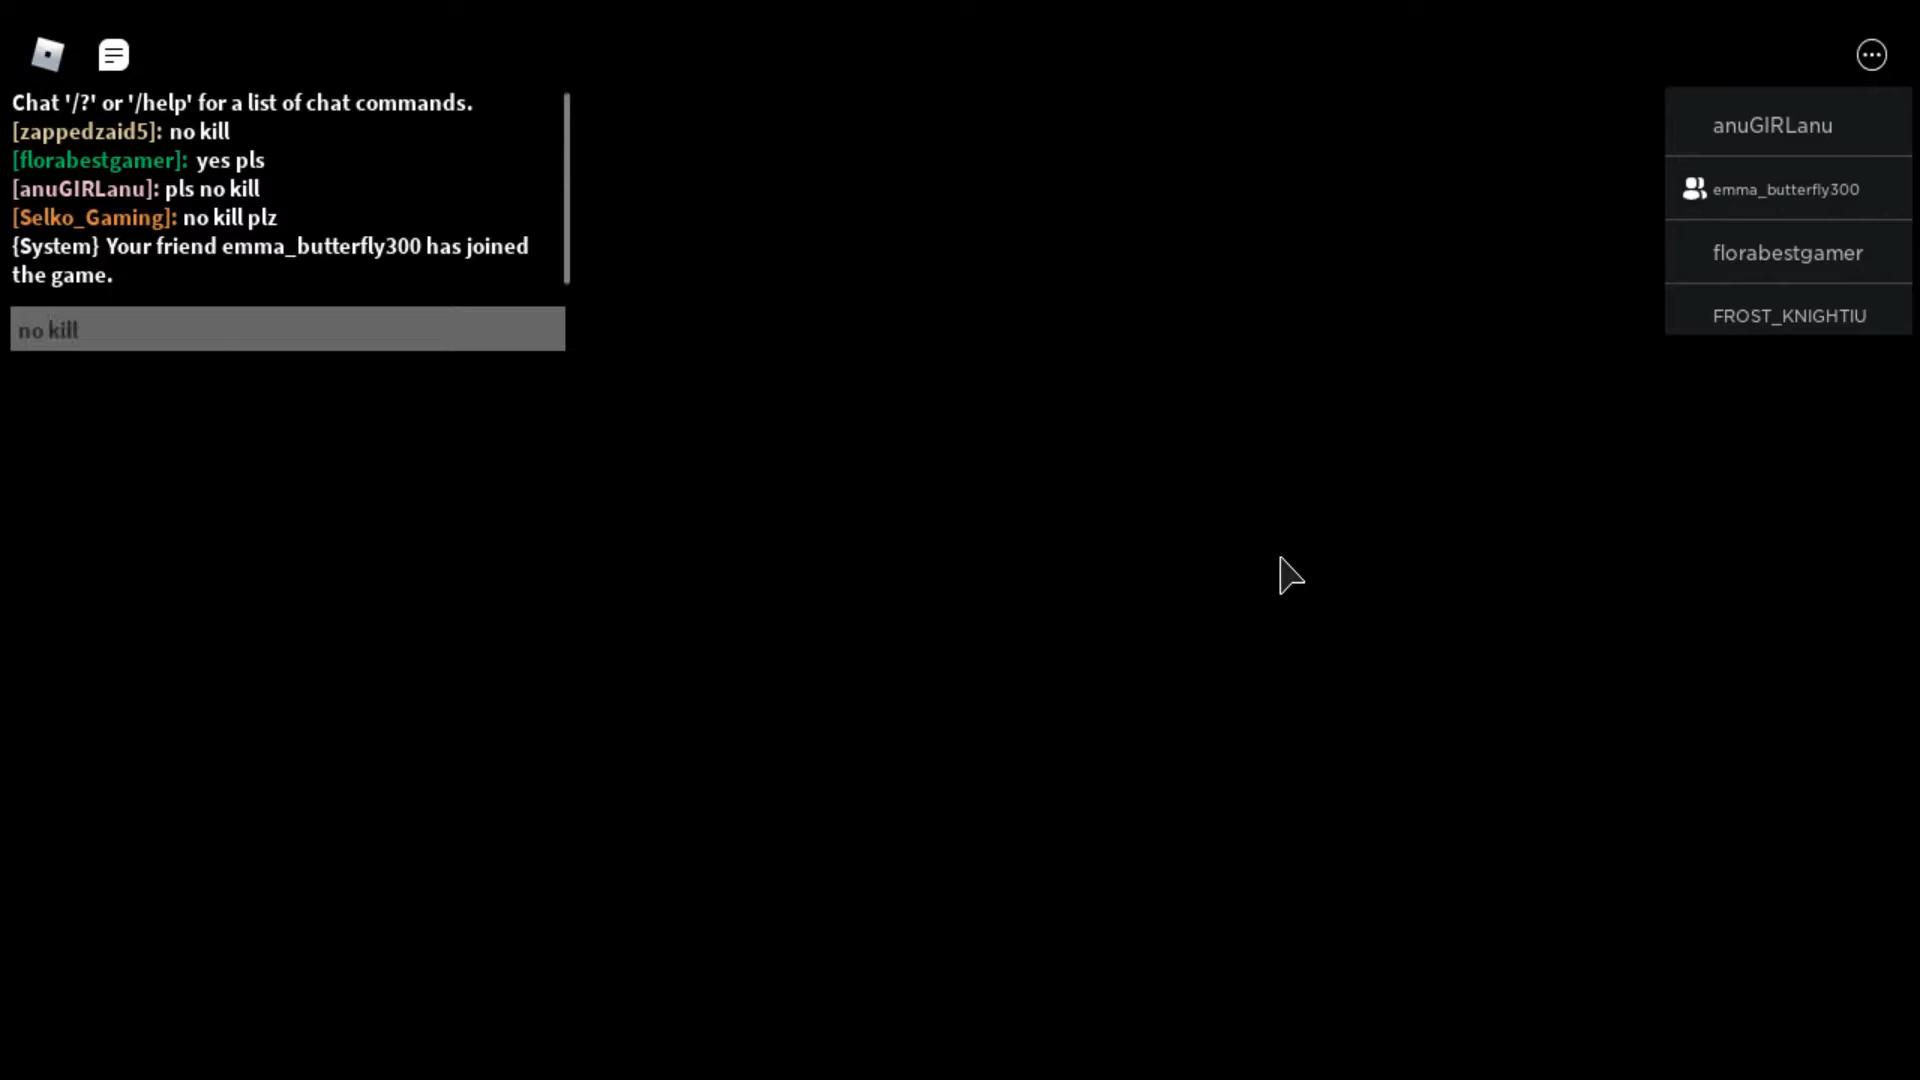 Chat '/?' or '/help' for a list of chat commands.
[zappedzaid5]: no kill
[florabestgamer]: yes pls
[anuGIRLanu]: pls no kill
[Selko_Gaming]: no kill plz
{System} Your friend emma_butterfly300 has joined
the game.
no kill
anuGIRLanu
emma_butterfly300
florabestgamer
FROST_KNIGHTIU